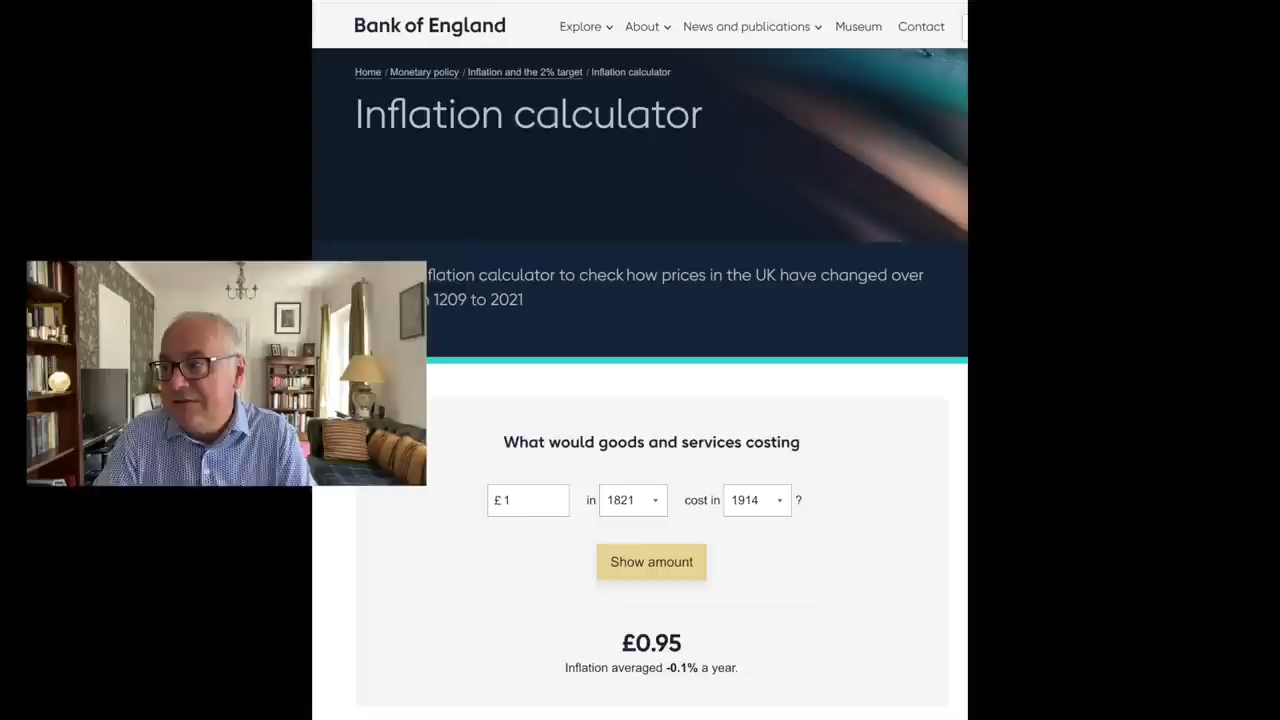 Bank of England
Explore
About
News and publications
Museum
Contact
Home / Monetary policy / Inflation and the 2% target / Inflation calculator
Inflation calculator
flation calculator to check how prices in the UK have changed over
1209 to 2021
What would goods and services costing
£ 1 in 1821 cost in 1914 ?
Show amount
£0.95
Inflation averaged -0.1% a year.